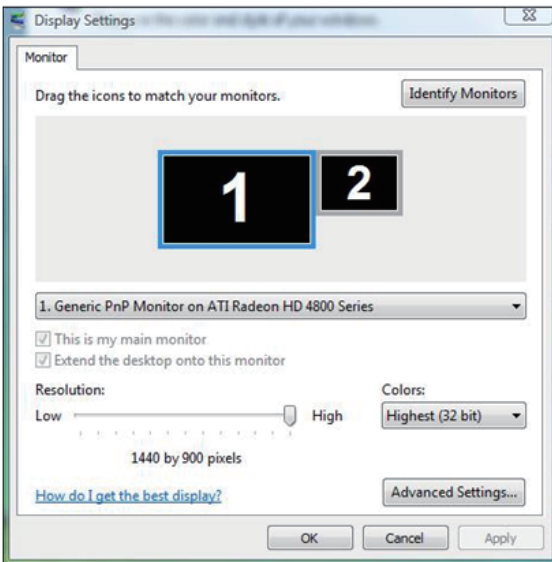 Display Settings
Monitor
Drag the icons to match your monitors.
Identify Monitors
1
2
1. Generic PnP Monitor on ATI Radeon HD 4800 Series
This is my main monitor
Extend the desktop onto this monitor
Resolution:
Colors:
Low
High
Highest (32 bit)
1440 by 900 pixels
How do I get the best display?
Advanced Settings...
OK
Cancel
Apply